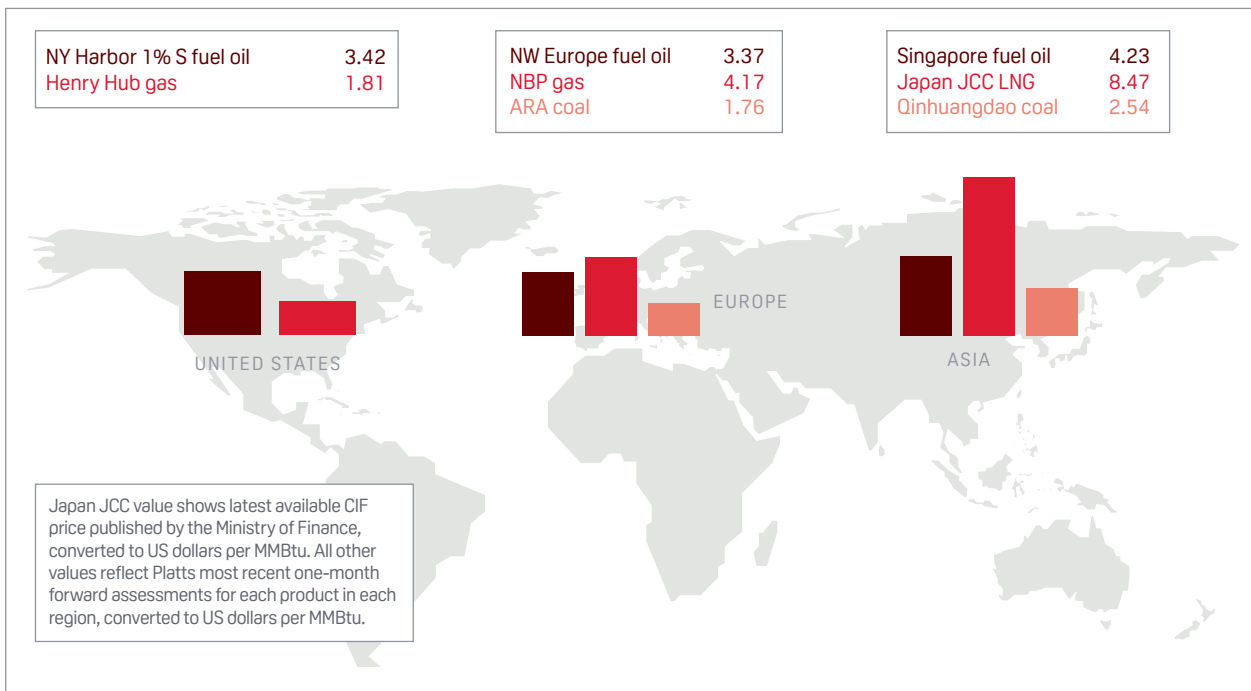 NY Harbor 1% S fuel oil 3.42
Henry Hub gas 1.81
NW Europe fuel oil 3.37
NBP gas 4.17
ARA coal 1.76
Singapore fuel oil 4.23
Japan JCC LNG 8.47
Qinhuangdao coal 2.54
EUROPE
UNITED STATES
ASIA
Japan JCC value shows latest available CIF
price published by the Ministry of Finance,
converted to US dollars per MMBtu. All other
values reflect Platts most recent one-month
forward assessments for each product in each
region, converted to US dollars per MMBtu.